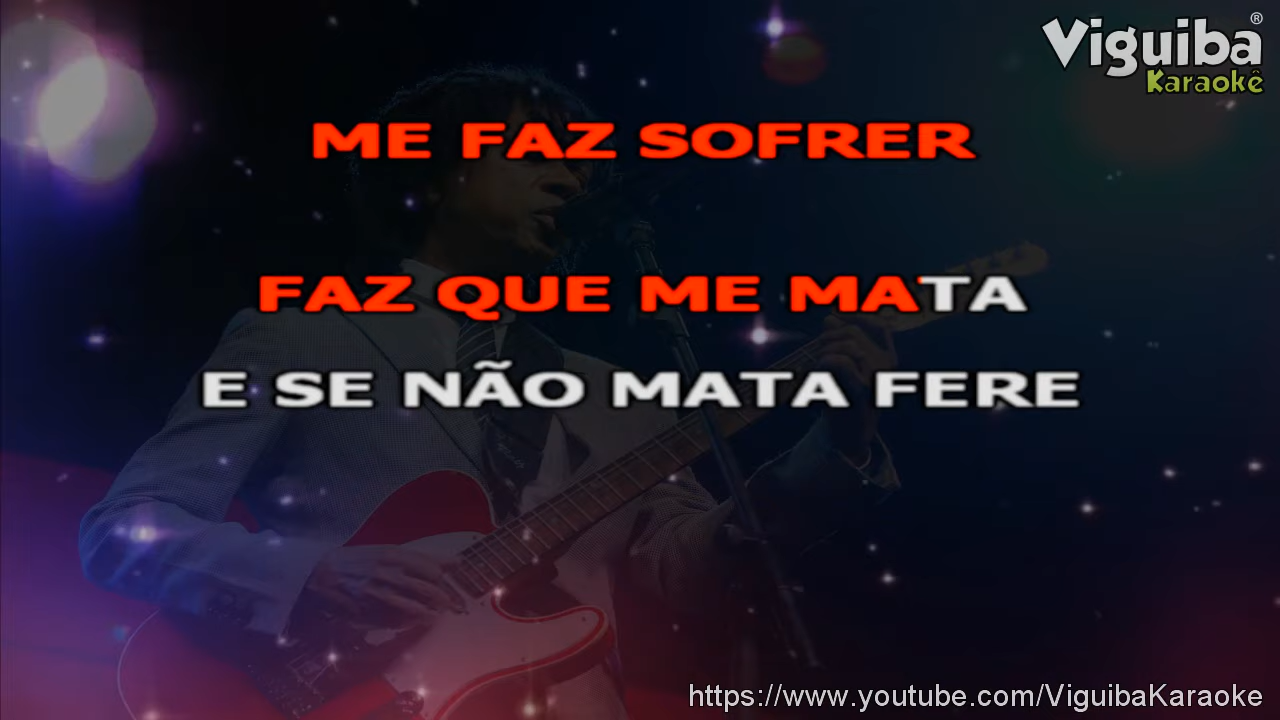 Viguiba®
Karaokê
ME FAZ SOFRER
FAZ QUE ME MATA
E SE NÃO MATA FERE
https://www.youtube.com/ViguibaKaraoke